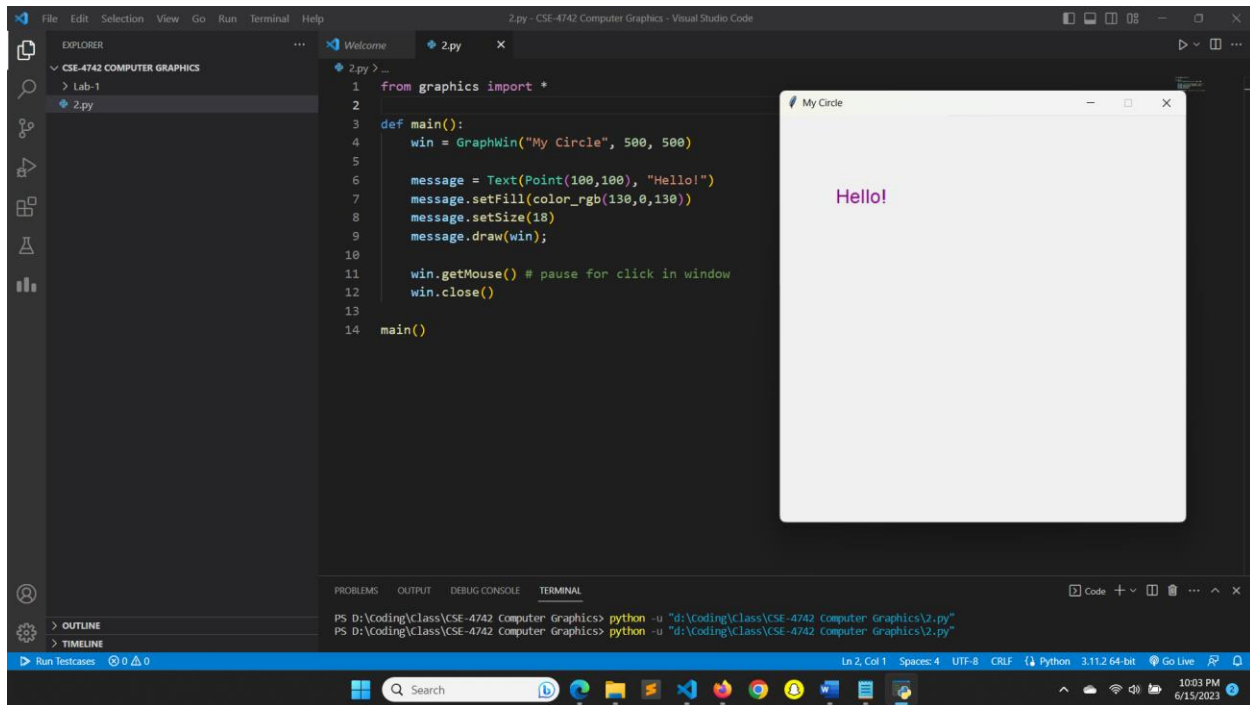 File Edit Selection View Go Run Terminal Help
2.py - CSE-4742 Computer Graphics - Visual Studio Code
EXPLORER
CSE-4742 COMPUTER GRAPHICS
Lab-1
2.py
Welcome
2.py
2.py > ...
1 from graphics import *
2
3 def main():
4 win = GraphWin("My Circle", 500, 500)
5
6 message = Text(Point(100,100), "Hello!")
7 message.setFill(color_rgb(130,0,130))
8 message.setSize(18)
9 message.draw(win);
10
11 win.getMouse() # pause for click in window
12 win.close()
13
14 main()
My Circle
Hello!
PROBLEMS OUTPUT DEBUG CONSOLE TERMINAL
Code
PS D:\Coding\Class\CSE-4742 Computer Graphics> python -u "d:\Coding\Class\CSE-4742 Computer Graphics\2.py"
PS D:\Coding\Class\CSE-4742 Computer Graphics> python -u "d:\Coding\Class\CSE-4742 Computer Graphics\2.py"
OUTLINE
TIMELINE
Run Testcases 0 0
Ln 2, Col 1 Spaces: 4 UTF-8 CRLF Python 3.11.2 64-bit Go Live
Search
10:03 PM
6/15/2023
2